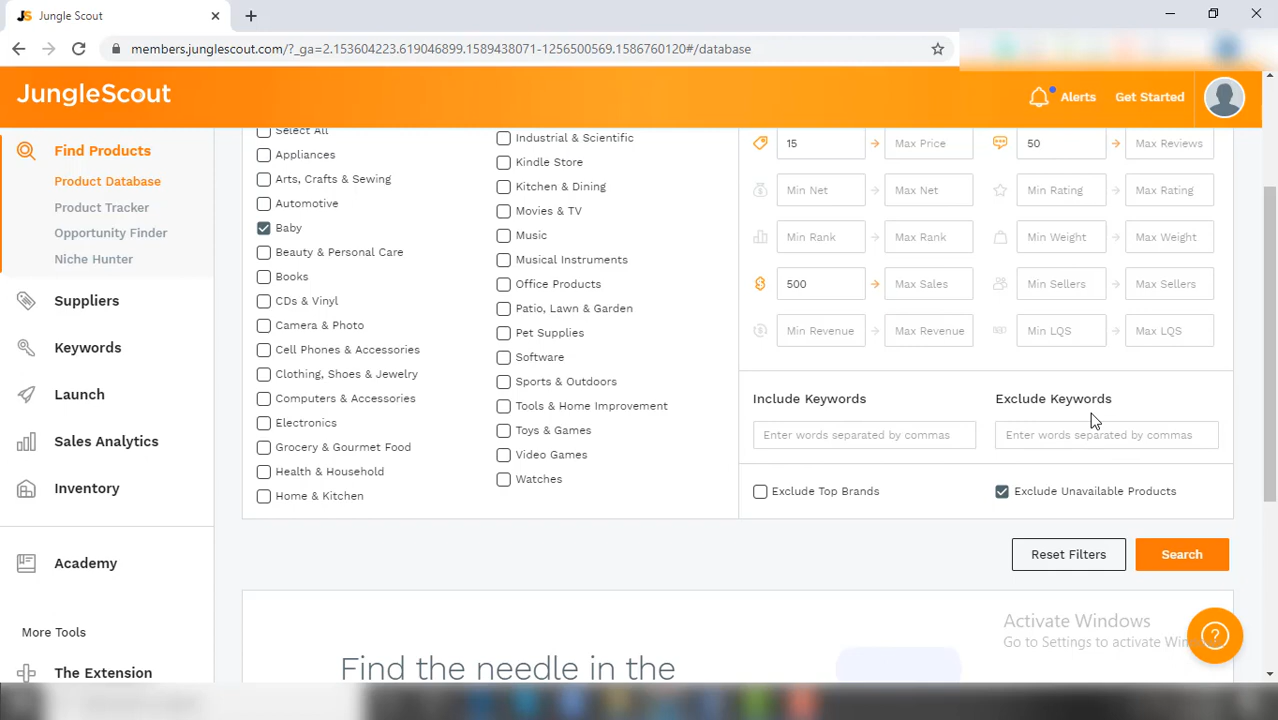 Jungle Scout
members.junglescout.com/?_ga=2.153604223.619046899.1589438071-1256500569.1586760120#/database
JungleScout
Alerts
Get Started
Find Products
Product Database
Product Tracker
Opportunity Finder
Niche Hunter
Suppliers
Keywords
Launch
Sales Analytics
Inventory
Academy
More Tools
The Extension
Select All
Appliances
Arts, Crafts & Sewing
Automotive
Baby
Beauty & Personal Care
Books
CDs & Vinyl
Camera & Photo
Cell Phones & Accessories
Clothing, Shoes & Jewelry
Computers & Accessories
Electronics
Grocery & Gourmet Food
Health & Household
Home & Kitchen
Industrial & Scientific
Kindle Store
Kitchen & Dining
Movies & TV
Music
Musical Instruments
Office Products
Patio, Lawn & Garden
Pet Supplies
Software
Sports & Outdoors
Tools & Home Improvement
Toys & Games
Video Games
Watches
15 Max Price 50 Max Reviews
Min Net Max Net Min Rating Max Rating
Min Rank Max Rank Min Weight Max Weight
500 Max Sales Min Sellers Max Sellers
Min Revenue Max Revenue Min LQS Max LQS
Include Keywords Exclude Keywords
Enter words separated by commas Enter words separated by commas
Exclude Top Brands Exclude Unavailable Products
Reset Filters Search
Find the needle in the
Activate Windows
Go to Settings to activate Windows.